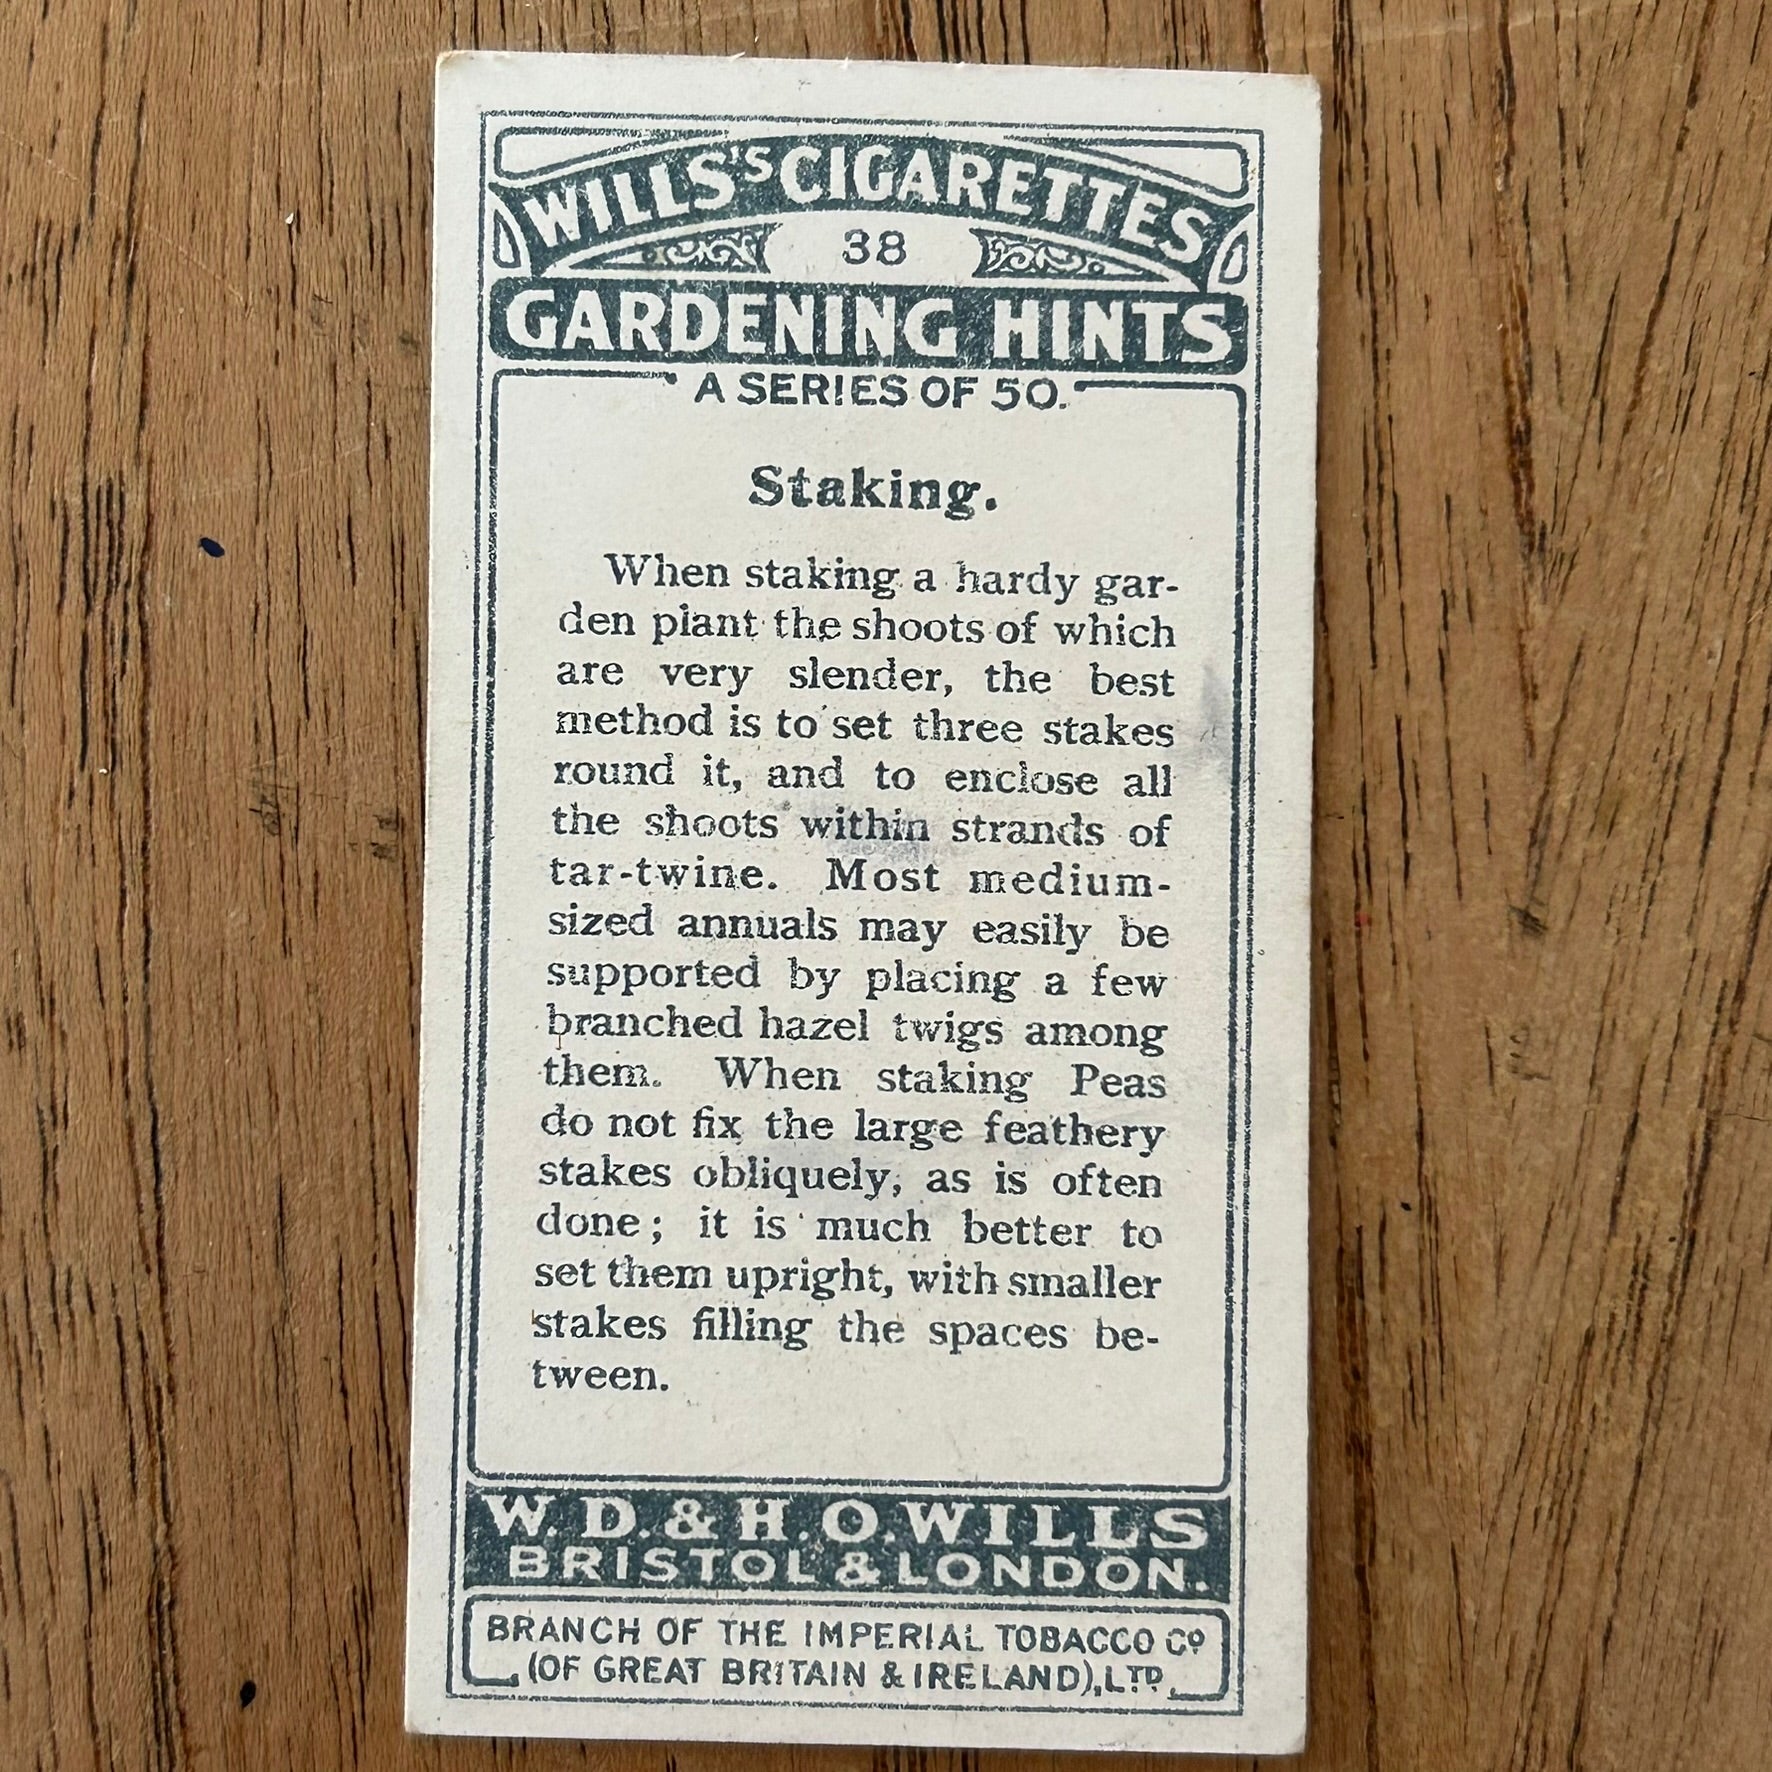 WILLS'S CIGARETTES
38
GARDENING HINTS
A SERIES OF 50.
Staking.
When staking a hardy gar-
den plant the shoots of which
are very slender, the best
method is to set three stakes
round it, and to enclose all
the shoots within strands of
tar-twine. Most medium-
sized annuals may easily be
supported by placing a few
branched hazel twigs among
them. When staking Peas
do not fix the large feathery
stakes obliquely, as is often
done; it is much better to
set them upright, with smaller
stakes filling the spaces be-
tween.
W. D. & H. O. WILLS
BRISTOL & LONDON.
BRANCH OF THE IMPERIAL TOBACCO Cº
(OF GREAT BRITAIN & IRELAND), LTD.